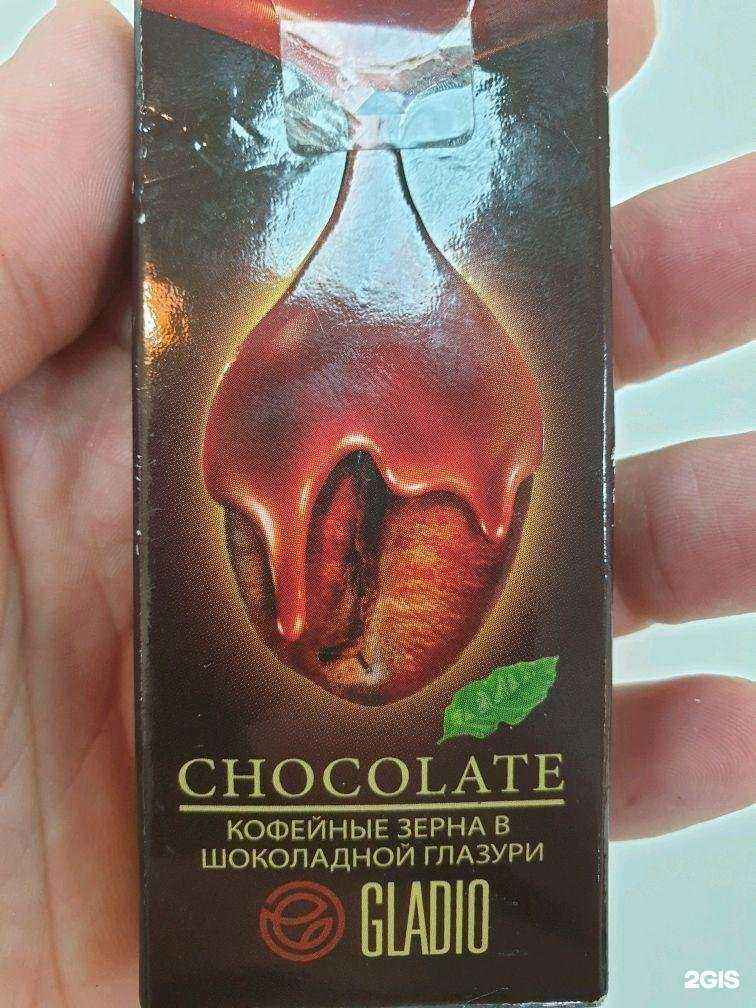 CHOCOLATE
КОФЕЙНЫЕ ЗЕРНА В
ШОКОЛАДНОЙ ГЛАЗУРИ
GLADIO
2GIS